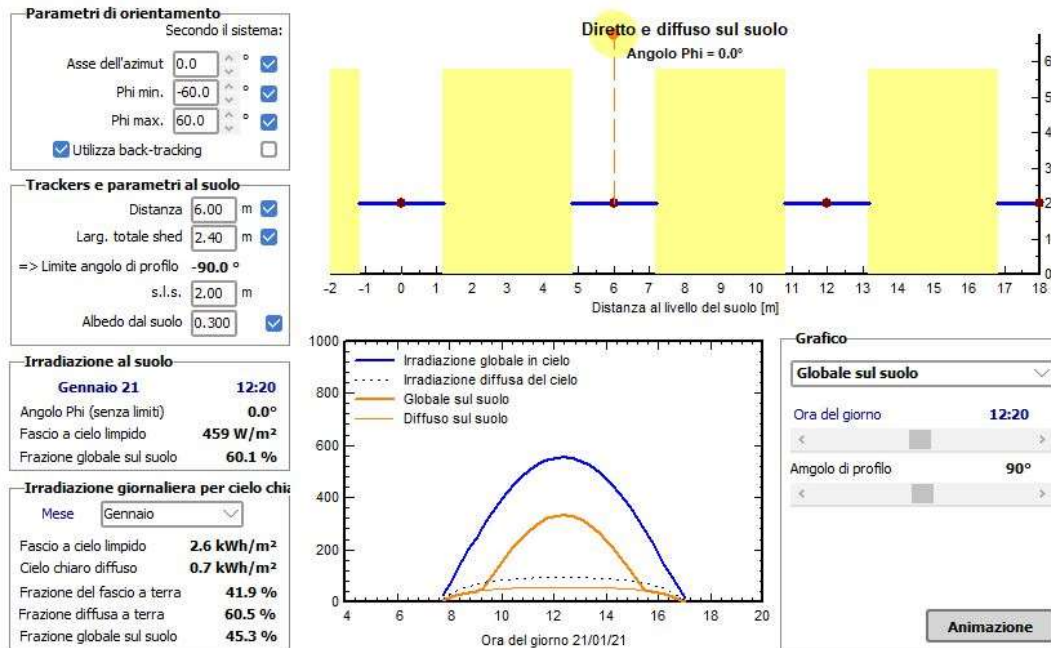 Parametri di orientamento
Secondo il sistema:
Asse dell'azimut 0.0 °
Phi min. -60.0 °
Phi max. 60.0 °
Utilizza back-tracking
Trackers e parametri al suolo
Distanza 6.00 m
Larg. totale shed 2.40 m
=> Limite angolo di profilo -90.0 °
s.l.s. 2.00 m
Albedo dal suolo 0.300
Irradiazione al suolo
Gennaio 21 12:20
Angolo Phi (senza limiti) 0.0°
Fascio a cielo limpido 459 W/m²
Frazione globale sul suolo 60.1 %
Irradiazione giornaliera per cielo chia
Mese Gennaio
Fascio a cielo limpido 2.6 kWh/m²
Cielo chiaro diffuso 0.7 kWh/m²
Frazione del fascio a terra 41.9 %
Frazione diffusa a terra 60.5 %
Frazione globale sul suolo 45.3 %
Diretto e diffuso sul suolo
Angolo Phi = 0.0°
6
5
4
3
2
1
0
-2 -1 0 1 2 3 4 5 6 7 8 9 10 11 12 13 14 15 16 17 18
Distanza al livello del suolo [m]
1000
800
600
400
200
0
Irradiazione globale in cielo
Irradiazione diffusa del cielo
Globale sul suolo
Diffuso sul suolo
4 6 8 10 12 14 16 18 20
Ora del giorno 21/01/21
Grafico
Globale sul suolo
Ora del giorno 12:20
Amgolo di profilo 90°
Animazione